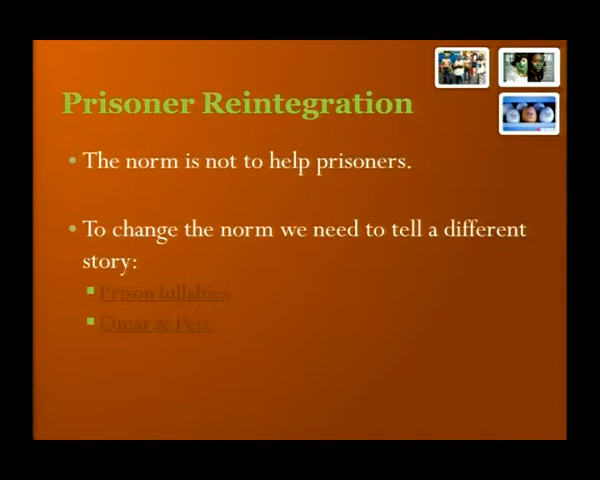 Prisoner Reintegration
• The norm is not to help prisoners.
• To change the norm we need to tell a different
story:
▪ Prison lullabies
▪ Omar & Pete